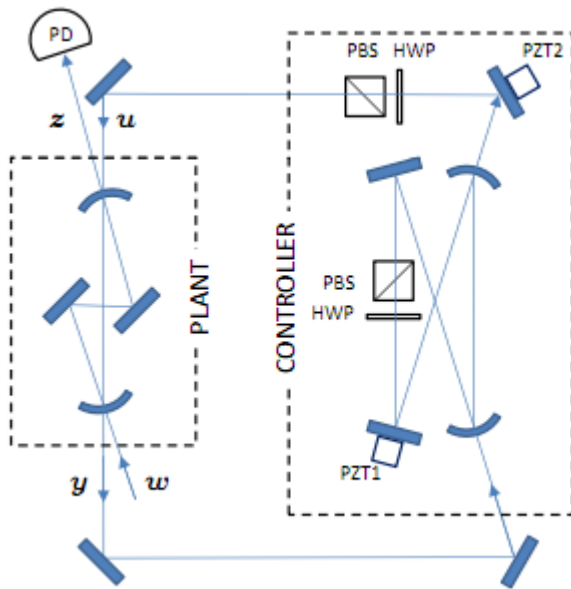 PD
PBS HWP
PZT2
z
u
PLANT
CONTROLLER
PBS
HWP
PZT1
y
w